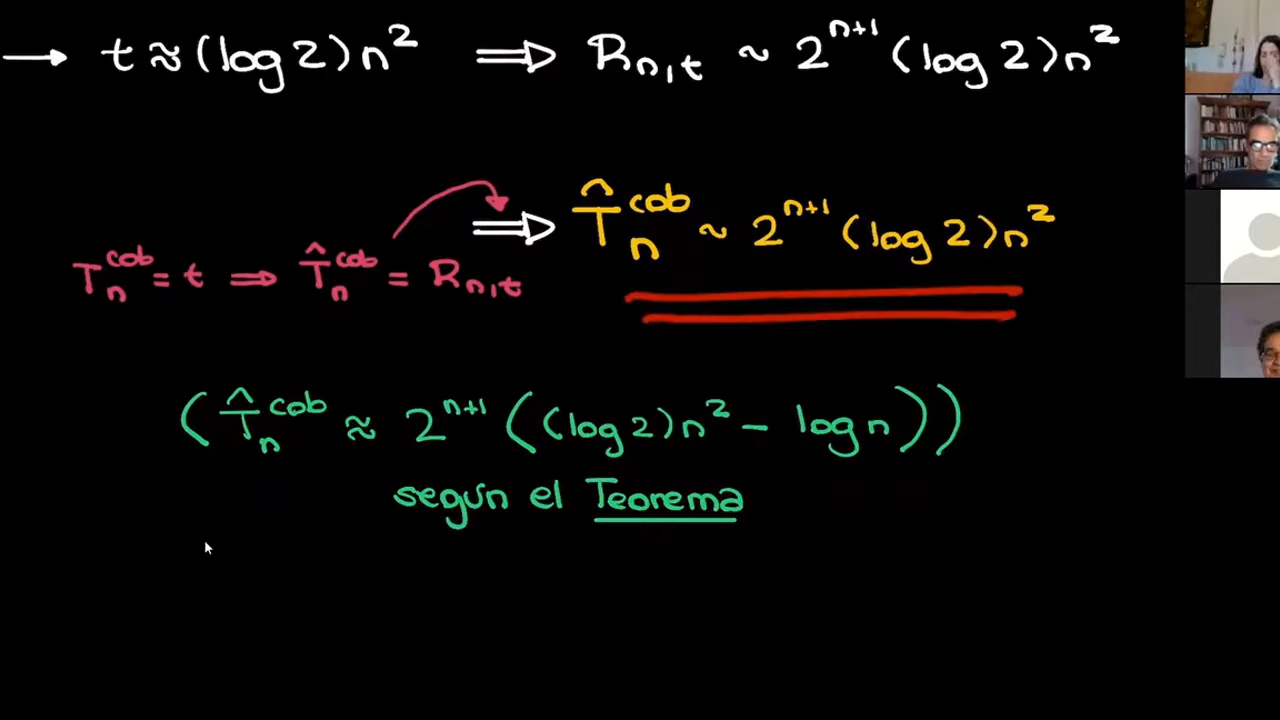 → t ≈ (log 2) n² ⟹ R_{n,t} ~ 2^{n+1} (log 2) n²
⟹ T̂_n^{cob} ~ 2^{n+1} (log 2) n²
T_n^{cob} = t ⟹ T̂_n^{cob} = R_{n,t}
(T̂_n^{cob} ≈ 2^{n+1} ((log 2) n² − log n))
según el Teorema